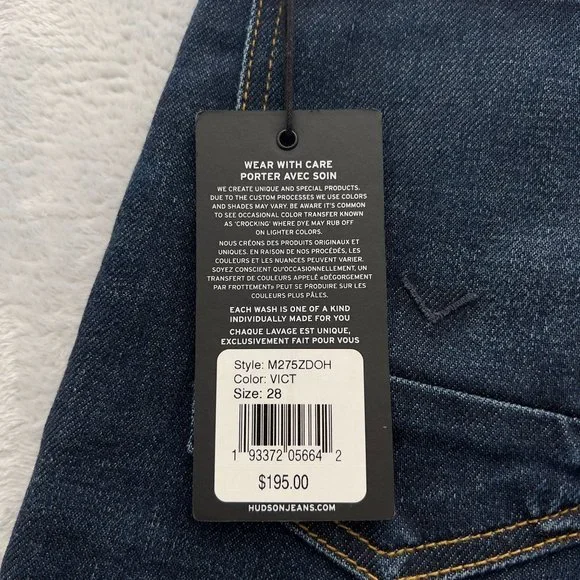 WEAR WITH CARE
PORTER AVEC SOIN
WE CREATE UNIQUE AND SPECIAL PRODUCTS.
DUE TO THE CUSTOM PROCESSES WE USE COLORS
AND SHADES MAY VARY. BE AWARE IT'S COMMON
TO SEE OCCASIONAL COLOR TRANSFER KNOWN
AS 'CROCKING' WHERE DYE MAY RUB OFF
ON LIGHTER COLORS.
NOUS CRÉONS DES PRODUITS ORIGINAUX ET
UNIQUES. EN RAISON DE NOS PROCÉDÉS, LES
COULEURS ET LES NUANCES PEUVENT VARIER.
SOYEZ CONSCIENT QU'OCCASIONELLEMENT, UN
TRANSFERT DE COULEURS APPELÉ «DÉGORGEMENT
PAR FROTTEMENT» PEUT SE PRODUIRE SUR LES
COULEURS PLUS PÂLES.
EACH WASH IS ONE OF A KIND
INDIVIDUALLY MADE FOR YOU
CHAQUE LAVAGE EST UNIQUE,
EXCLUSIVEMENT FAIT POUR VOUS
Style: M275ZDOH
Color: VICT
Size: 28
1 93372 05664 2
$195.00
HUDSONJEANS.COM